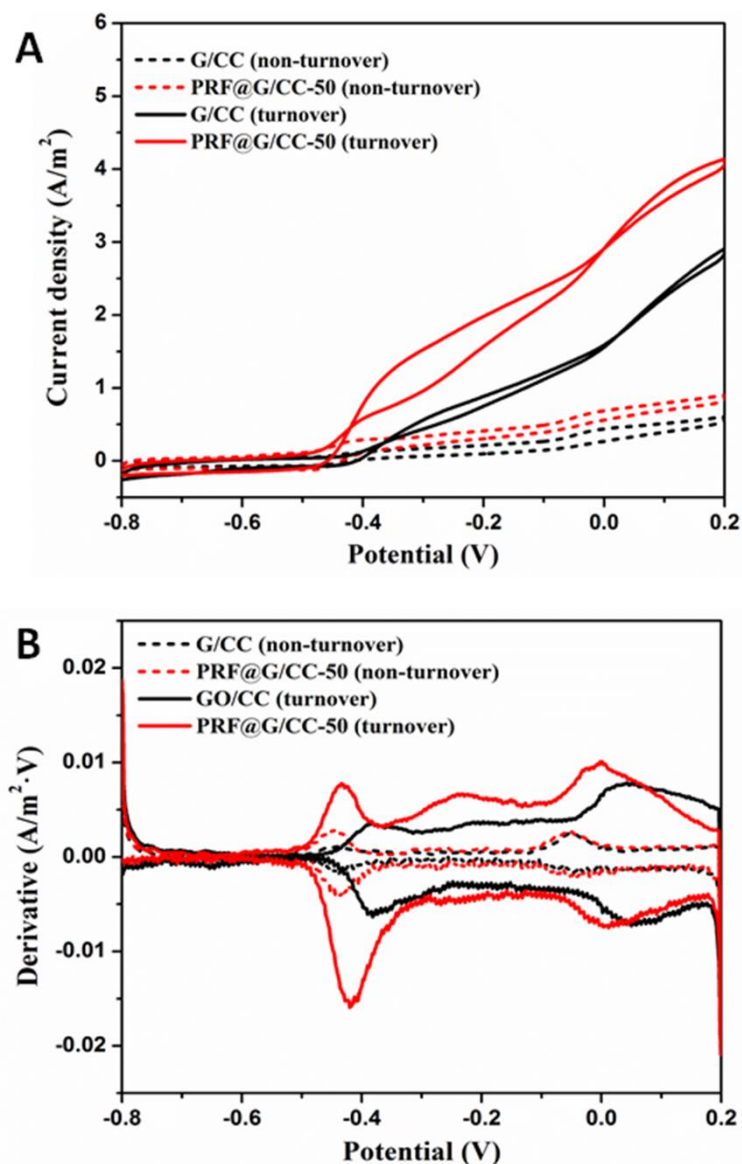 A
G/CC (non-turnover)
PRF@G/CC-50 (non-turnover)
G/CC (turnover)
PRF@G/CC-50 (turnover)
6
5
4
3
2
1
0
Current density (A/m²)
-0.8
-0.6
-0.4
-0.2
0.0
0.2
Potential (V)
B
G/CC (non-turnover)
PRF@G/CC-50 (non-turnover)
GO/CC (turnover)
PRF@G/CC-50 (turnover)
0.02
0.01
0.00
-0.01
-0.02
Derivative (A/m²·V)
-0.8
-0.6
-0.4
-0.2
0.0
0.2
Potential (V)